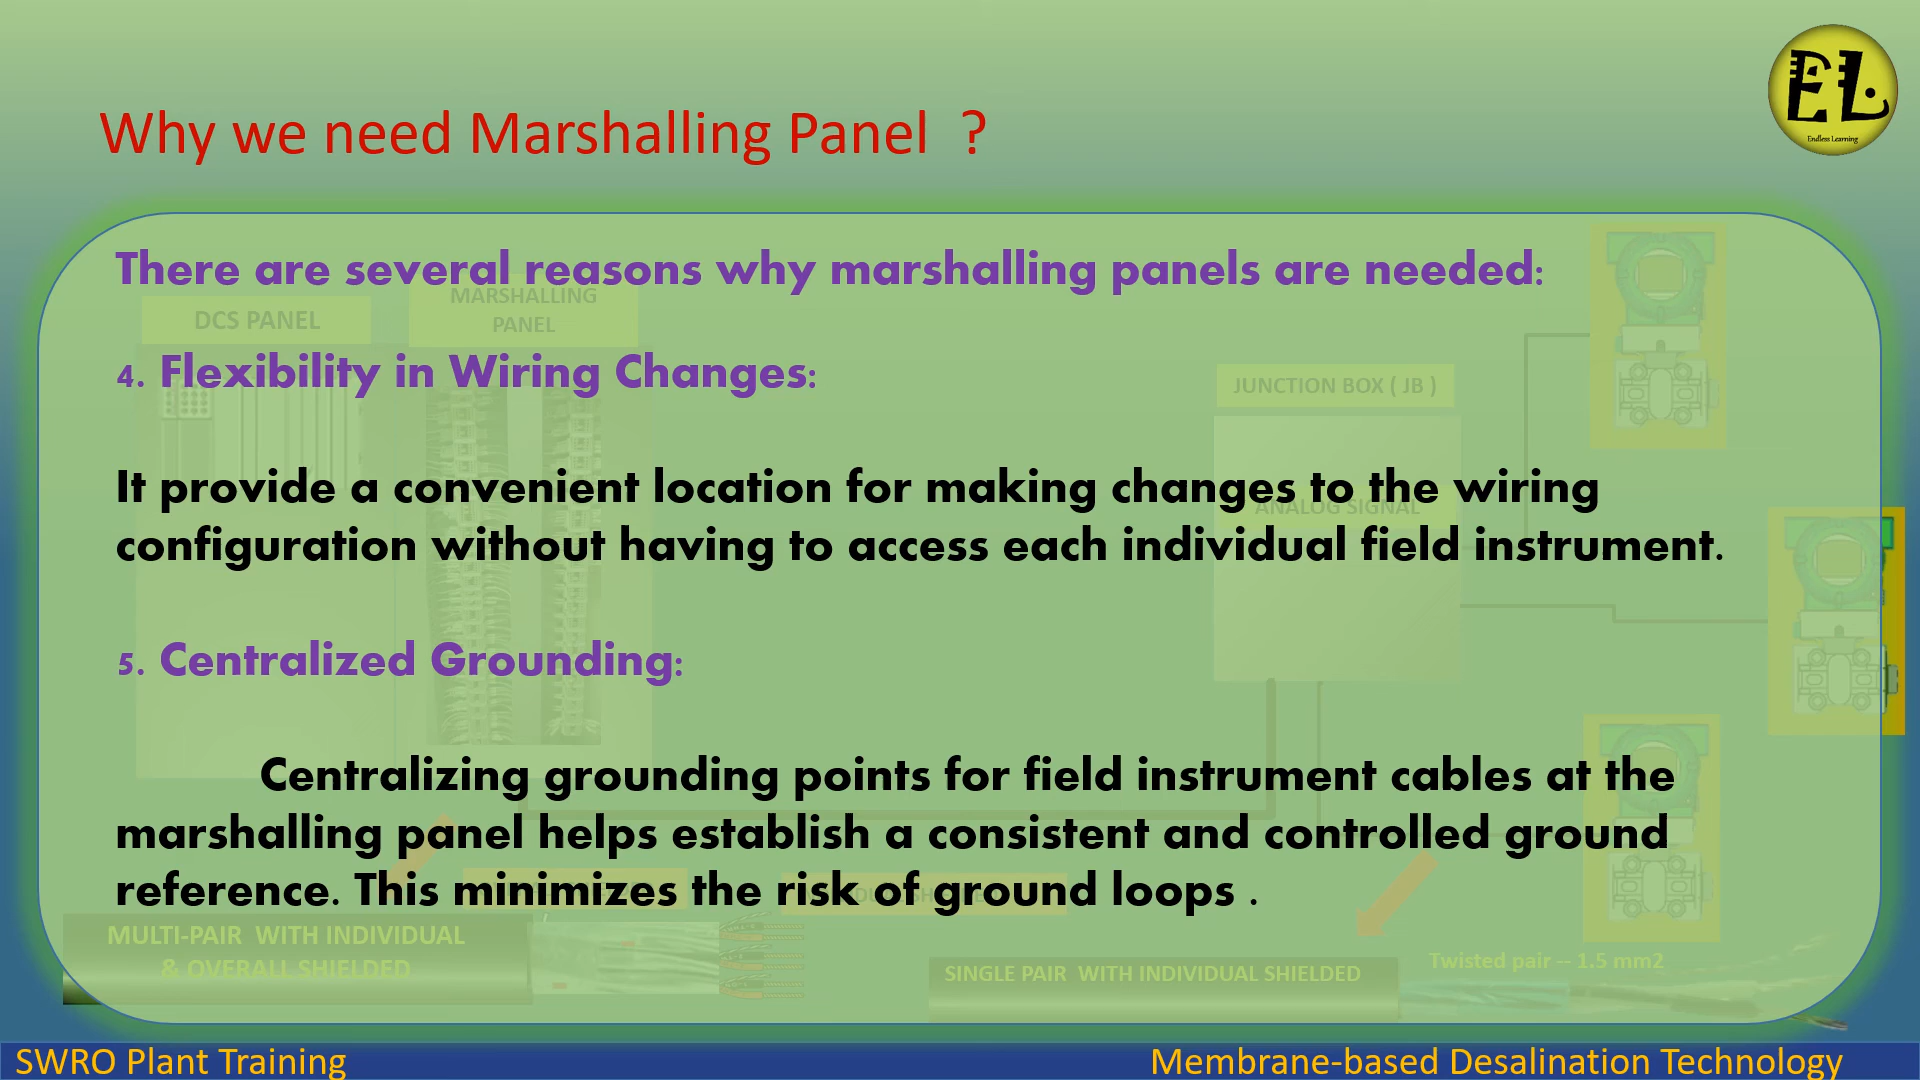 Why we need Marshalling Panel ?
EL
Endless Learning
There are several reasons why marshalling panels are needed:
MARSHALLING
PANEL
DCS PANEL
4. Flexibility in Wiring Changes:
JUNCTION BOX ( JB )
It provide a convenient location for making changes to the wiring
ANALOG SIGNAL
configuration without having to access each individual field instrument.
5. Centralized Grounding:
Centralizing grounding points for field instrument cables at the
marshalling panel helps establish a consistent and controlled ground
reference. This minimizes the risk of ground loops .
MULTI-PAIR WITH INDIVIDUAL
& OVERALL SHIELDED
SINGLE PAIR WITH INDIVIDUAL SHIELDED
Twisted pair -- 1.5 mm2
SWRO Plant Training
Membrane-based Desalination Technology